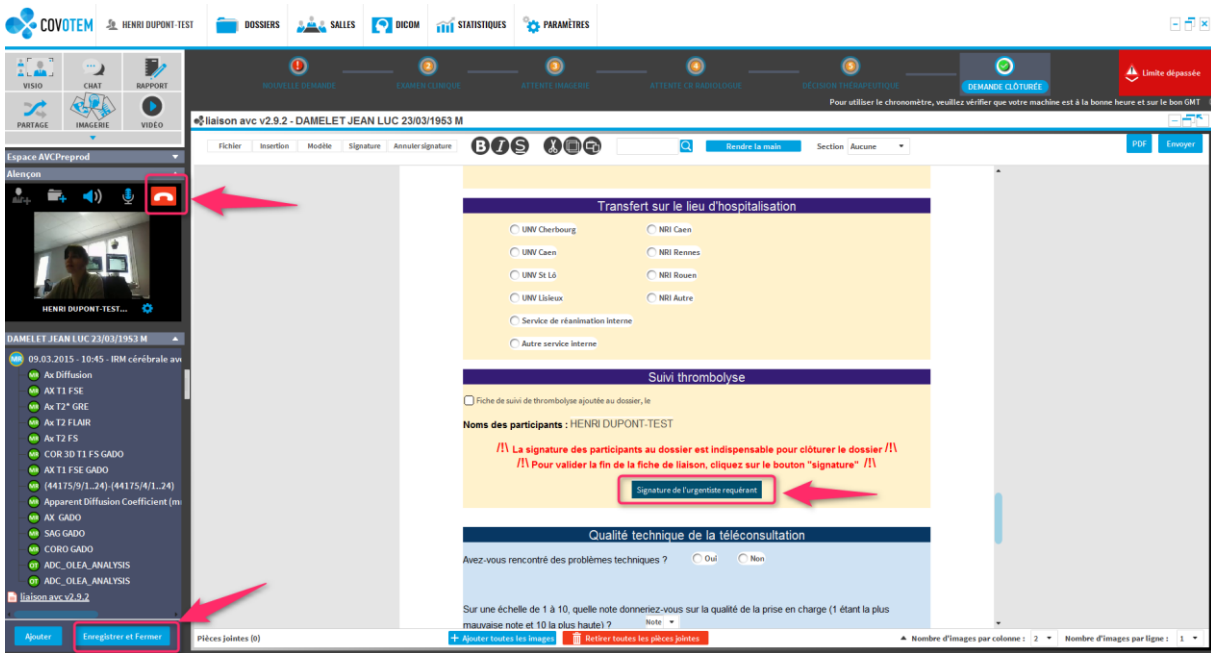 COVOTEM HENRI DUPONT-TEST DOSSIERS SALLES DICOM STATISTIQUES PARAMÈTRES
VISIO CHAT RAPPORT
PARTAGE IMAGERIE VIDÉO
Espace AVCPreprod
Alençon
HENRI DUPONT-TEST...
DAMELET JEAN LUC 23/03/1953 M
09.03.2015 - 10:45 - IRM cérébrale av
Ax Diffusion
AX T1 FSE
Ax T2* GRE
Ax T2 FLAIR
Ax T2 FS
COR 3D T1 FS GADO
AX T1 FSE GADO
(44175/9/1..24)-(44175/4/1..24)
Apparent Diffusion Coefficient (m
AX GADO
SAG GADO
CORO GADO
ADC_OLEA_ANALYSIS
ADC_OLEA_ANALYSIS
liaison avc v2.9.2
Ajouter Enregistrer et Fermer
NOUVELLE DEMANDE EXAMEN CLINIQUE ATTENTE IMAGERIE ATTENTE CR RADIOLOGUE DÉCISION THÉRAPEUTIQUE DEMANDE CLÔTURÉE
Limite dépassée
Pour utiliser le chronomètre, veuillez vérifier que votre machine est à la bonne heure et sur le bon GMT
liaison avc v2.9.2 - DAMELET JEAN LUC 23/03/1953 M
Fichier Insertion Modèle Signature Annuler signature B I S Rendre la main Section Aucune PDF Envoyer
Transfert sur le lieu d'hospitalisation
UNV Cherbourg NRI Caen
UNV Caen NRI Rennes
UNV St Lô NRI Rouen
UNV Lisieux NRI Autre
Service de réanimation interne
Autre service interne
Suivi thrombolyse
Fiche de suivi de thrombolyse ajoutée au dossier, le
Noms des participants : HENRI DUPONT-TEST
/!\ La signature des participants au dossier est indispensable pour clôturer le dossier /!\
/!\ Pour valider la fin de la fiche de liaison, cliquez sur le bouton "signature" /!\
Signature de l'urgentiste requérant
Qualité technique de la téléconsultation
Avez-vous rencontré des problèmes techniques ? Oui Non
Sur une échelle de 1 à 10, quelle note donneriez-vous sur la qualité de la prise en charge (1 étant la plus
mauvaise note et 10 la plus haute) ? Note
Pièces jointes (0) + Ajouter toutes les images Retirer toutes les pièces jointes Nombre d'images par colonne : 2 Nombre d'images par ligne : 1